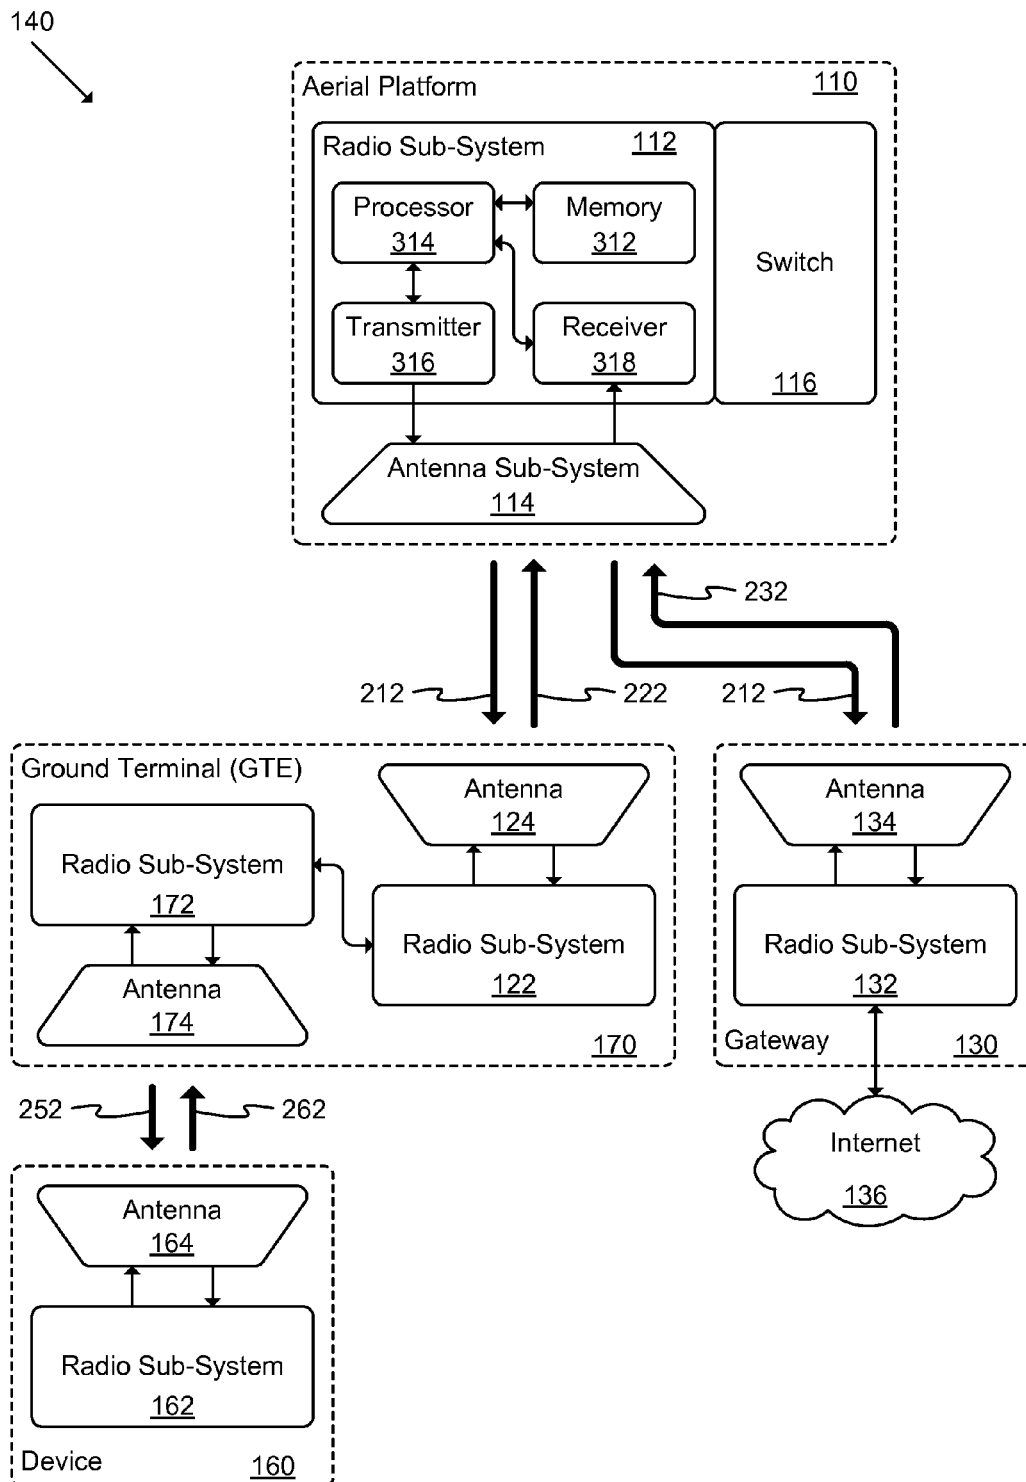 140
Aerial Platform
110
Radio Sub-System
112
Processor
314
Memory
312
Switch
116
Transmitter
316
Receiver
318
Antenna Sub-System
114
232
212
222
212
Ground Terminal (GTE)
Antenna
124
Radio Sub-System
172
Radio Sub-System
122
Antenna
174
170
Antenna
134
Radio Sub-System
132
Gateway
130
252
262
Internet
136
Antenna
164
Radio Sub-System
162
Device
160